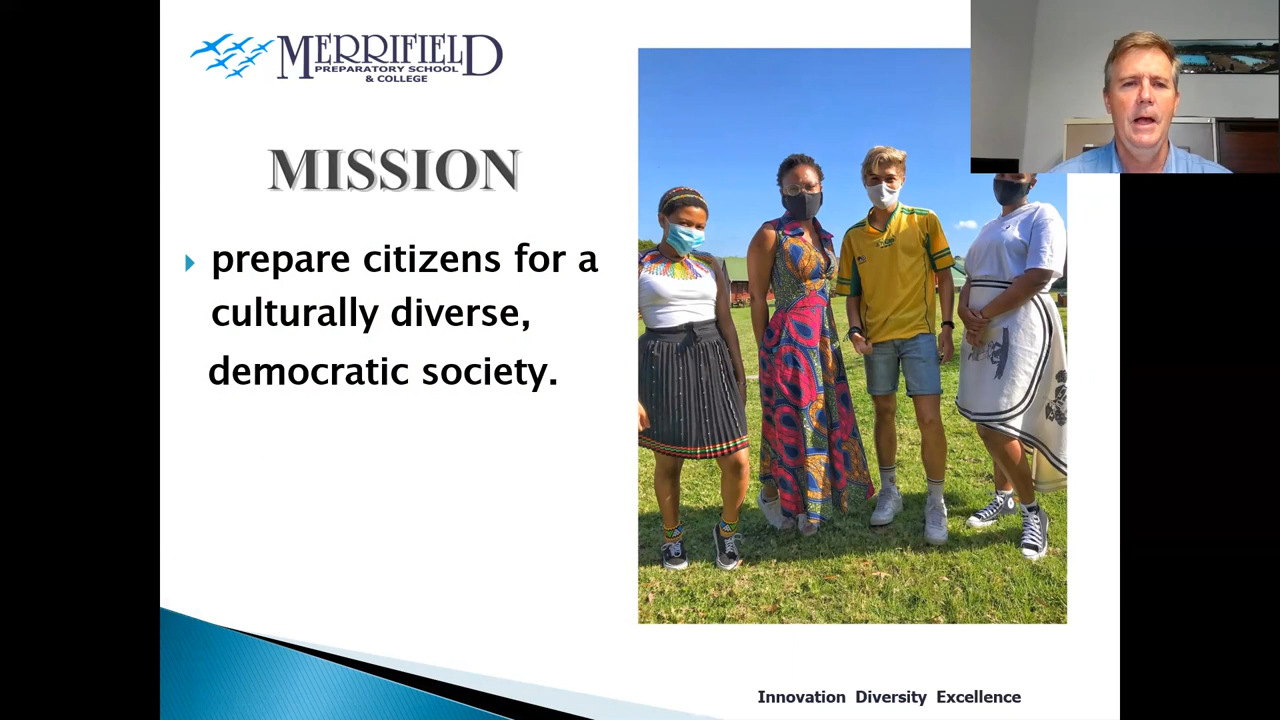 MERRIFIELD
PREPARATORY SCHOOL
& COLLEGE
MISSION
prepare citizens for a
culturally diverse,
democratic society.
Innovation Diversity Excellence